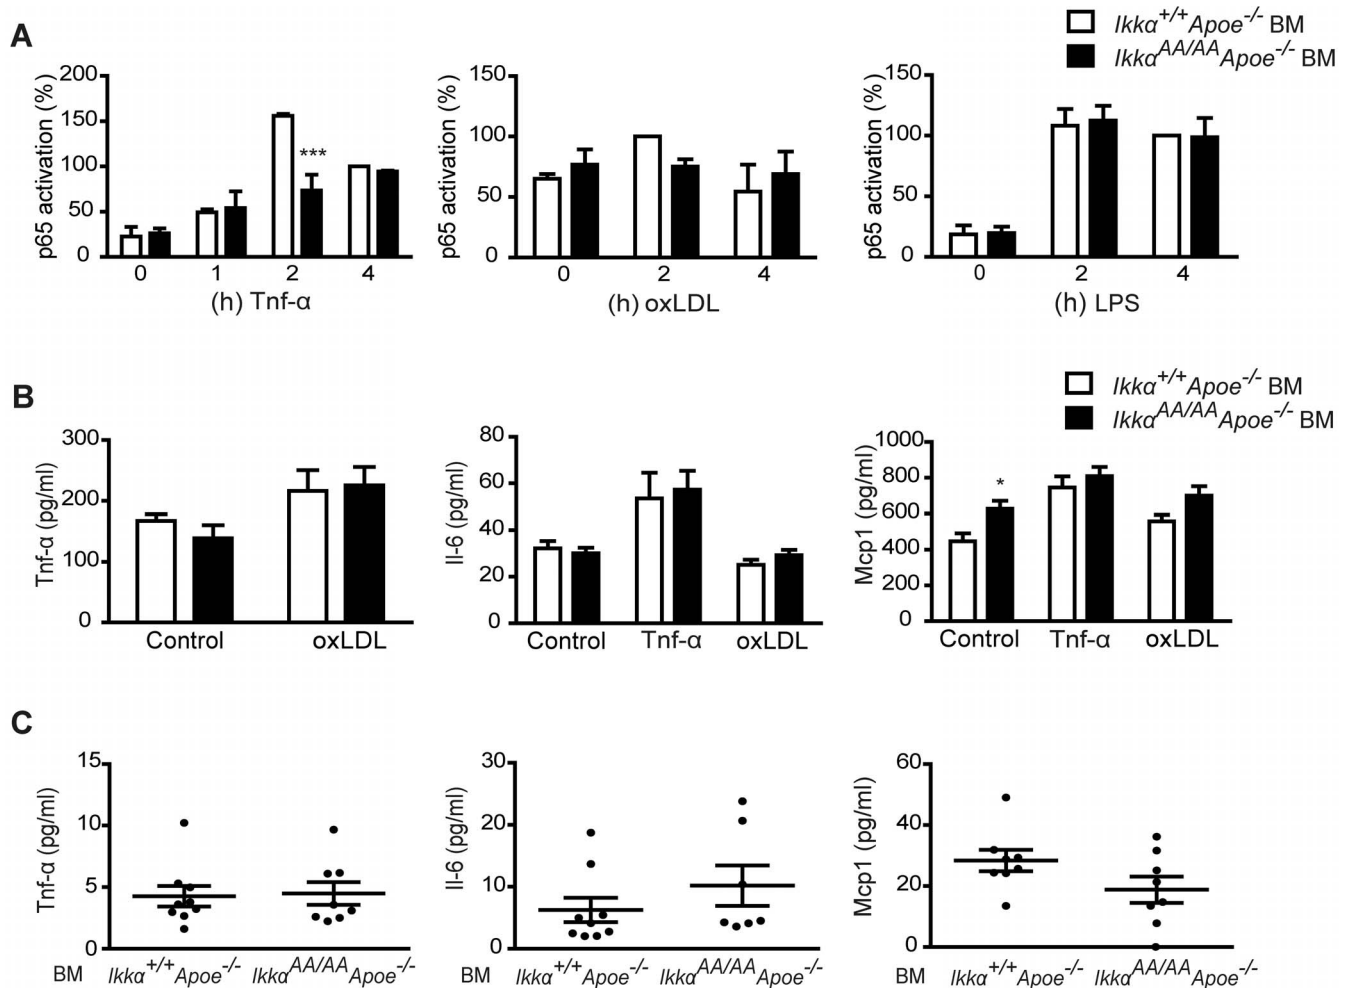 A
Ikkα+/+Apoe-/- BM
IkkαAA/AAApoe-/- BM
p65 activation (%)
200
150
100
50
0
0 1 2 4
***
(h) Tnf-α
p65 activation (%)
150
100
50
0
0 2 4
(h) oxLDL
p65 activation (%)
150
100
50
0
0 2 4
(h) LPS
B
Ikkα+/+Apoe-/- BM
IkkαAA/AAApoe-/- BM
Tnf-α (pg/ml)
300
200
100
0
Control oxLDL
Il-6 (pg/ml)
80
60
40
20
0
Control Tnf-α oxLDL
Mcp1 (pg/ml)
1000
800
600
400
200
0
*
Control Tnf-α oxLDL
C
Tnf-α (pg/ml)
15
10
5
0
BM Ikkα+/+Apoe-/- IkkαAA/AAApoe-/-
Il-6 (pg/ml)
30
20
10
0
BM Ikkα+/+Apoe-/- IkkαAA/AAApoe-/-
Mcp1 (pg/ml)
60
40
20
0
BM Ikkα+/+Apoe-/- IkkαAA/AAApoe-/-